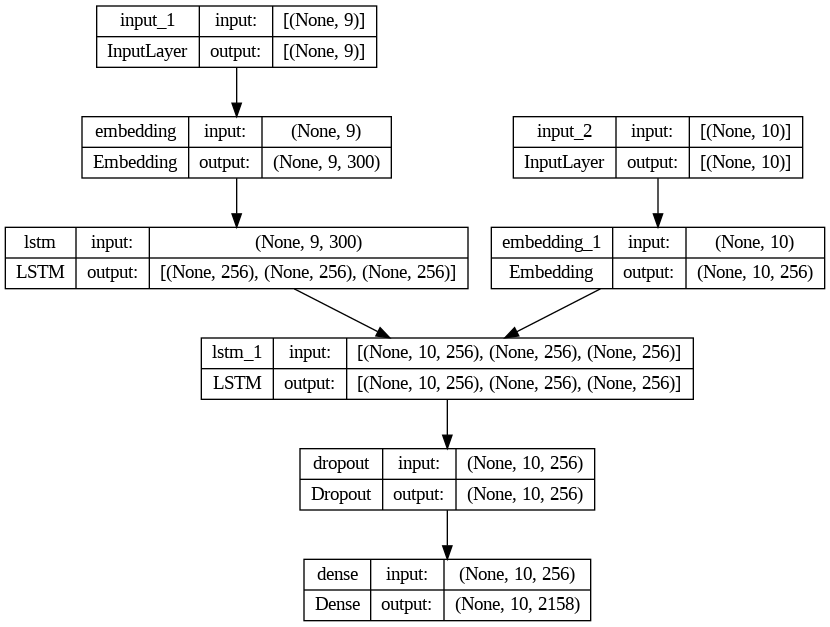 input_1 input: [(None, 9)]
InputLayer output: [(None, 9)]
embedding input: (None, 9)
Embedding output: (None, 9, 300)
input_2 input: [(None, 10)]
InputLayer output: [(None, 10)]
lstm input: (None, 9, 300)
LSTM output: [(None, 256), (None, 256), (None, 256)]
embedding_1 input: (None, 10)
Embedding output: (None, 10, 256)
lstm_1 input: [(None, 10, 256), (None, 256), (None, 256)]
LSTM output: [(None, 10, 256), (None, 256), (None, 256)]
dropout input: (None, 10, 256)
Dropout output: (None, 10, 256)
dense input: (None, 10, 256)
Dense output: (None, 10, 2158)